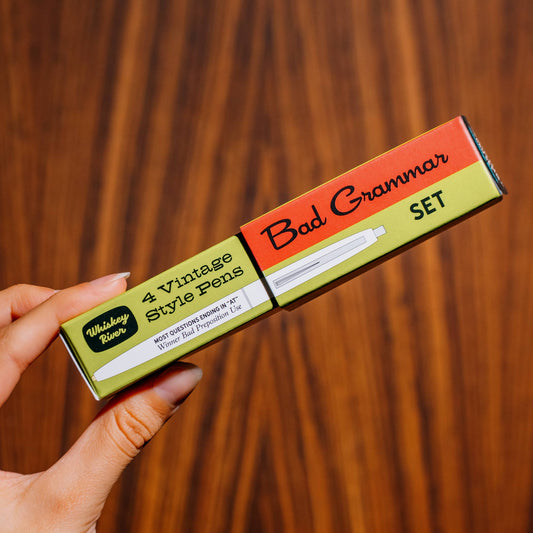 Whiskey
River
4 Vintage
Style Pens
MOST QUESTIONS ENDING IN "AT"
Winner Bad Preposition Use
Bad Grammar
SET